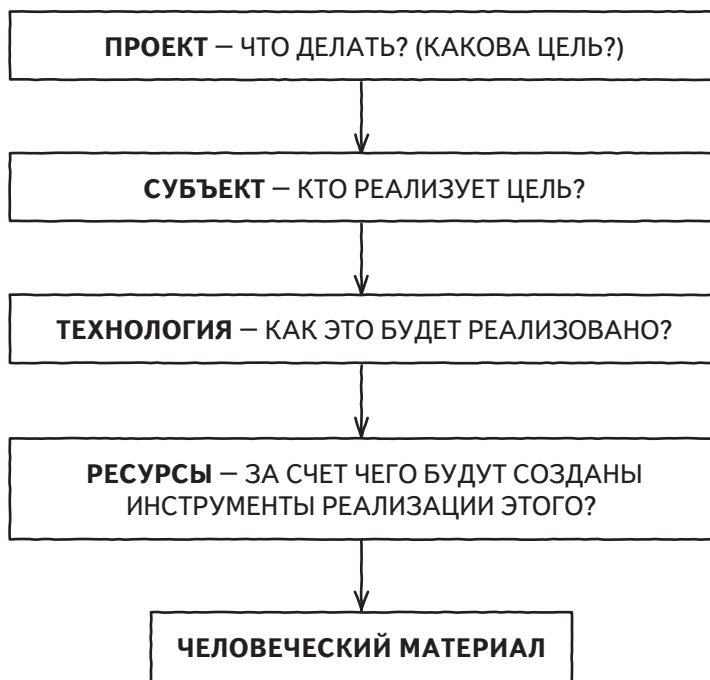 ПРОЕКТ – ЧТО ДЕЛАТЬ? (КАКОВА ЦЕЛЬ?)
СУБЪЕКТ – КТО РЕАЛИЗУЕТ ЦЕЛЬ?
ТЕХНОЛОГИЯ – КАК ЭТО БУДЕТ РЕАЛИЗОВАНО?
РЕСУРСЫ – ЗА СЧЕТ ЧЕГО БУДУТ СОЗДАНЫ
ИНСТРУМЕНТЫ РЕАЛИЗАЦИИ ЭТОГО?
ЧЕЛОВЕЧЕСКИЙ МАТЕРИАЛ